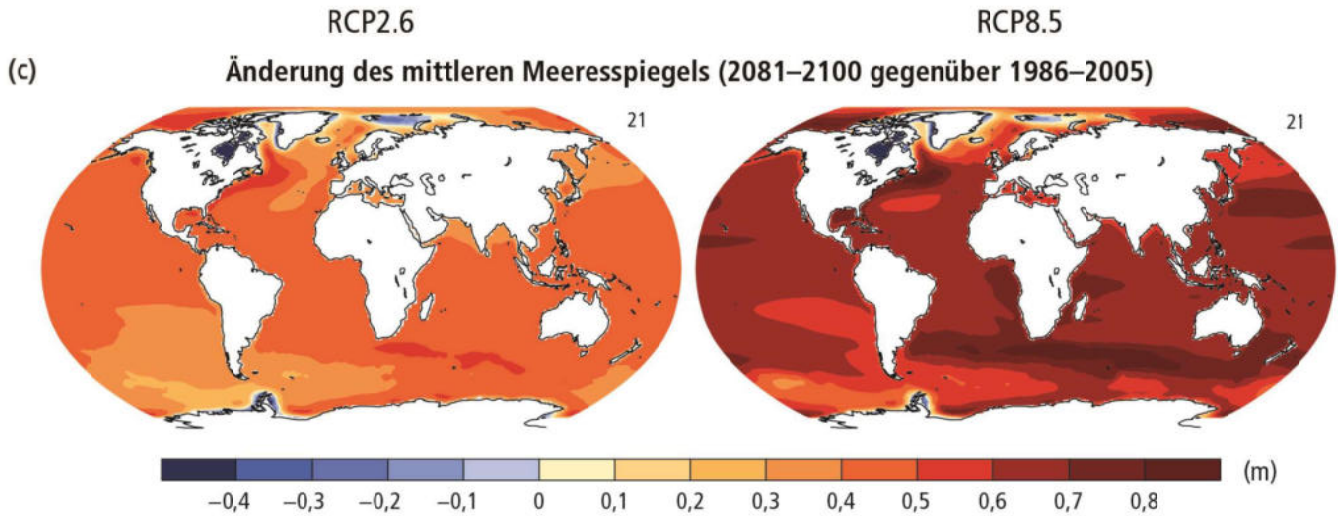 RCP2.6 RCP8.5
(c) Änderung des mittleren Meeresspiegels (2081–2100 gegenüber 1986–2005)
21 21
(m)
−0,4 −0,3 −0,2 −0,1 0 0,1 0,2 0,3 0,4 0,5 0,6 0,7 0,8